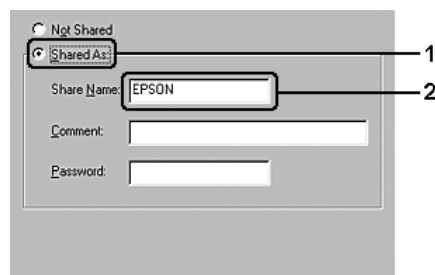 Not Shared
Shared As: 1
Share Name: EPSON 2
Comment:
Password: